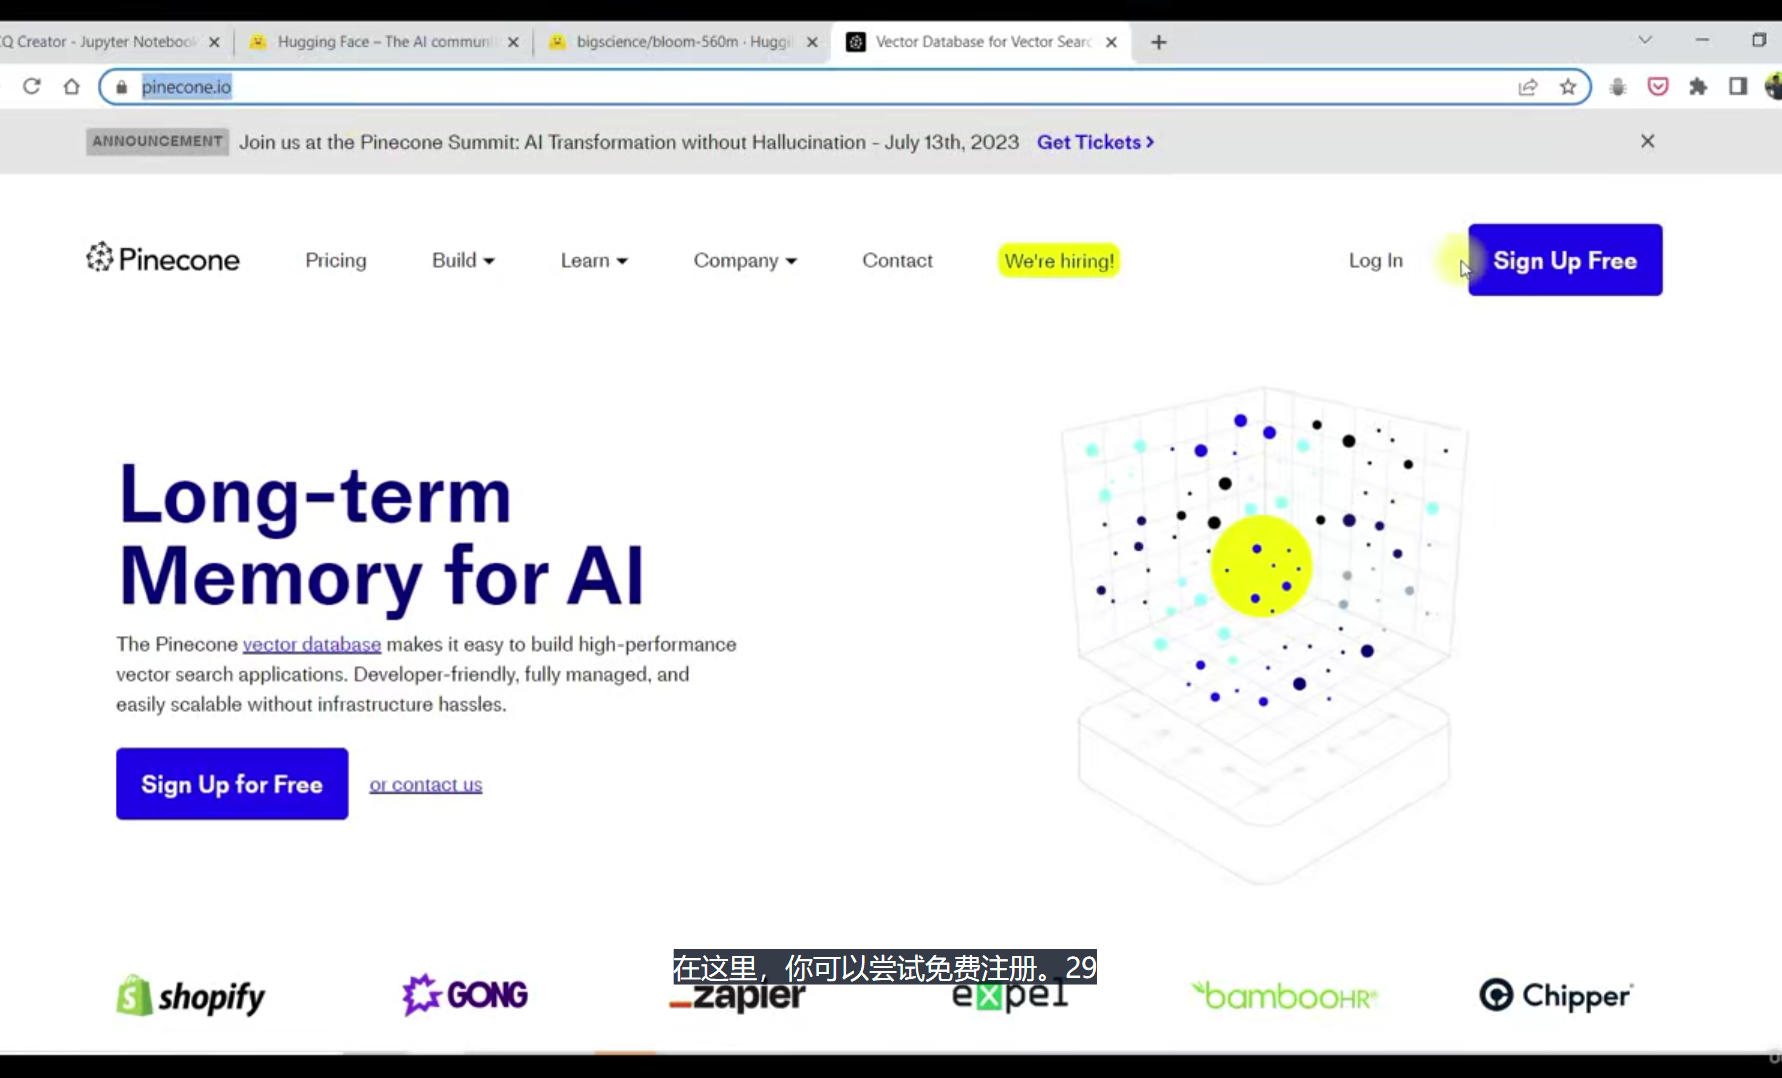 Q Creator - Jupyter Notebook
Hugging Face – The AI communi
bigscience/bloom-560m · Huggi
Vector Database for Vector Searc
pinecone.io
ANNOUNCEMENT Join us at the Pinecone Summit: AI Transformation without Hallucination - July 13th, 2023 Get Tickets
Pinecone Pricing Build Learn Company Contact We're hiring! Log In Sign Up Free
Long-term
Memory for AI
The Pinecone vector database makes it easy to build high-performance
vector search applications. Developer-friendly, fully managed, and
easily scalable without infrastructure hassles.
Sign Up for Free or contact us
在这里，你可以尝试免费注册。29
shopify GONG zapier expel bambooHR Chipper